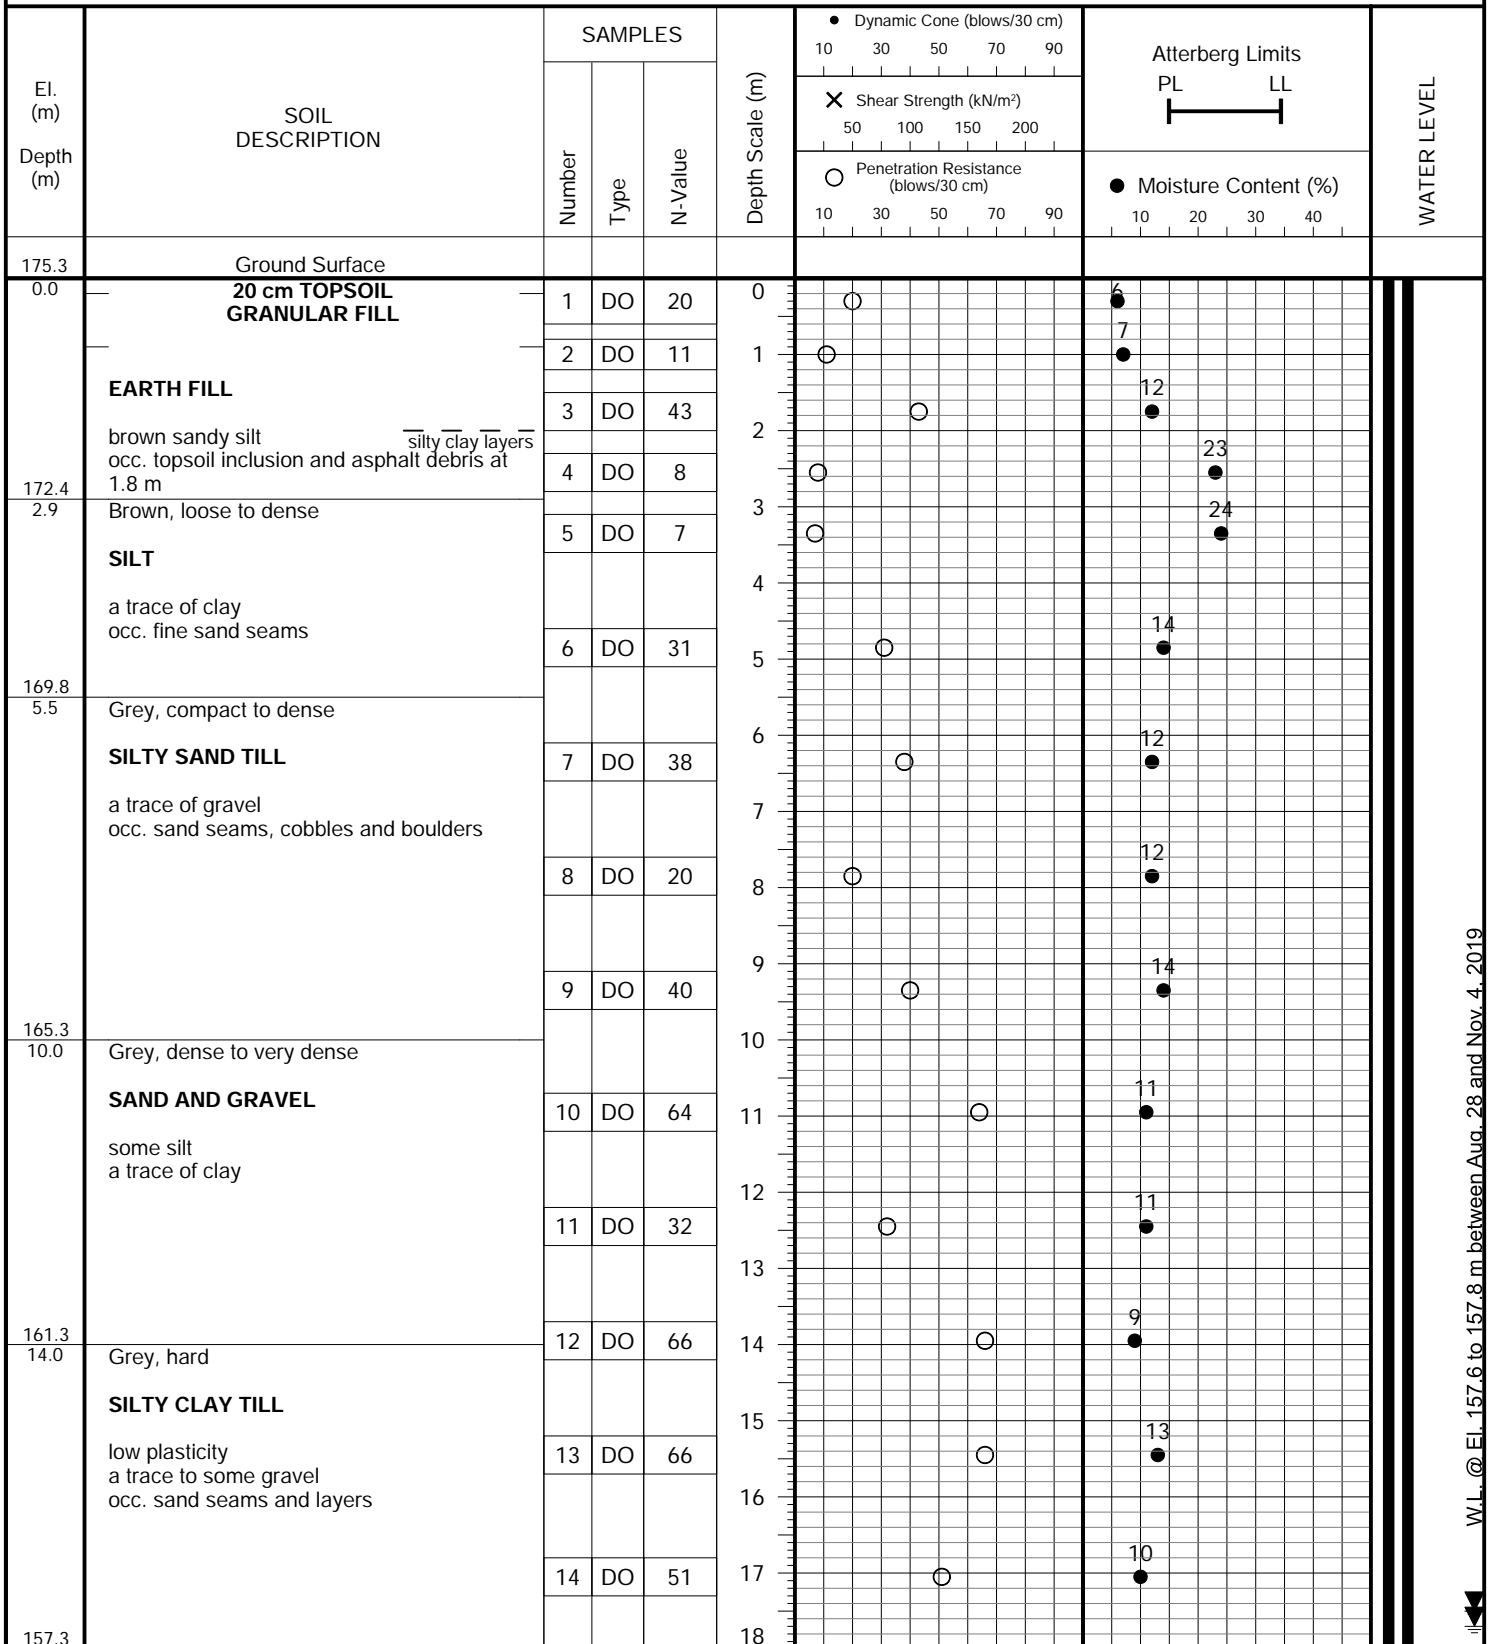 El.
(m)
Depth
(m)
SOIL
DESCRIPTION
SAMPLES
Number
Type
N-Value
Depth Scale (m)
Dynamic Cone (blows/30 cm)
10 30 50 70 90
Shear Strength (kN/m²)
50 100 150 200
Penetration Resistance
(blows/30 cm)
10 30 50 70 90
Atterberg Limits
PL LL
Moisture Content (%)
10 20 30 40
WATER LEVEL
175.3 Ground Surface
0.0 20 cm TOPSOIL 0
GRANULAR FILL
1 DO 20 6
2 DO 11 1 7
EARTH FILL
3 DO 43 12
brown sandy silt silty clay layers 2
occ. topsoil inclusion and asphalt debris at
1.8 m
4 DO 8 23
172.4
2.9 Brown, loose to dense 3
5 DO 7 24
SILT
4
a trace of clay
occ. fine sand seams
6 DO 31 5 14
169.8
5.5 Grey, compact to dense
6
SILTY SAND TILL
7 DO 38 12
a trace of gravel 7
occ. sand seams, cobbles and boulders
8 DO 20 8 12
9
9 DO 40 14
165.3
10.0 Grey, dense to very dense 10
SAND AND GRAVEL
10 DO 64 11 11
some silt
a trace of clay
12
11 DO 32 11
13
161.3
14.0 Grey, hard
12 DO 66 14 9
SILTY CLAY TILL
15
low plasticity
a trace to some gravel
occ. sand seams and layers
13 DO 66 13
16
14 DO 51 17 10
157.3 18
W.L. @ El. 157.6 to 157.8 m between Aug. 28 and Nov. 4, 2019